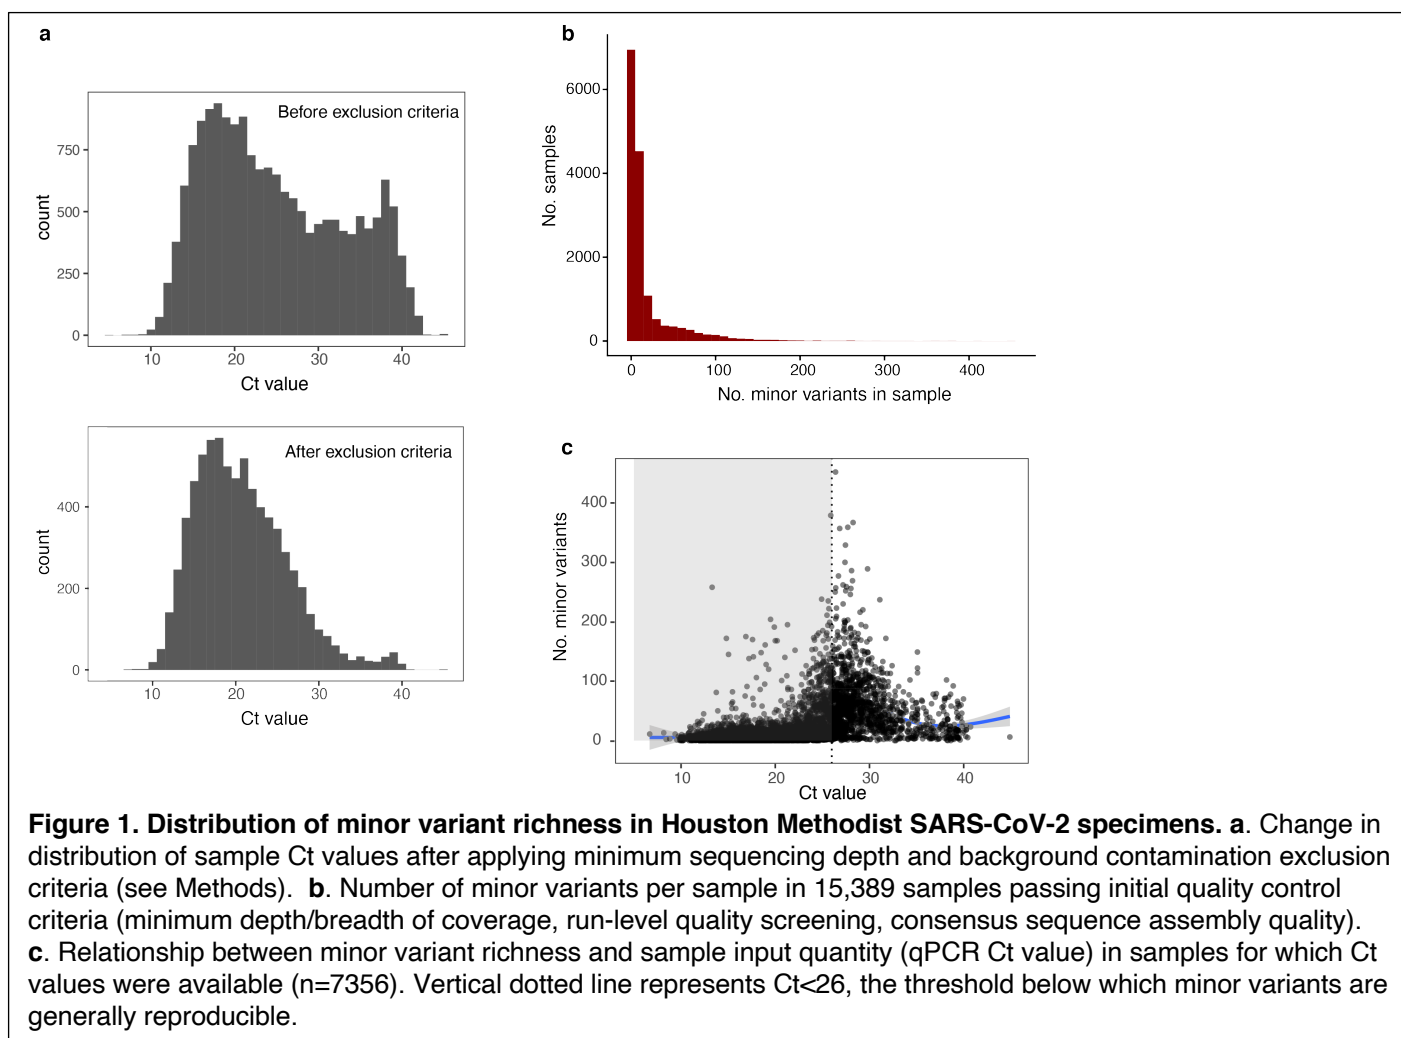 a
Before exclusion criteria
750
500
250
0
count
10 20 30 40
Ct value
After exclusion criteria
400
200
0
count
10 20 30 40
Ct value
b
6000
4000
2000
0
No. samples
0 100 200 300 400
No. minor variants in sample
c
400
300
200
100
0
No. minor variants
10 20 30 40
Ct value
Figure 1. Distribution of minor variant richness in Houston Methodist SARS-CoV-2 specimens. a. Change in
distribution of sample Ct values after applying minimum sequencing depth and background contamination exclusion
criteria (see Methods). b. Number of minor variants per sample in 15,389 samples passing initial quality control
criteria (minimum depth/breadth of coverage, run-level quality screening, consensus sequence assembly quality).
c. Relationship between minor variant richness and sample input quantity (qPCR Ct value) in samples for which Ct
values were available (n=7356). Vertical dotted line represents Ct<26, the threshold below which minor variants are
generally reproducible.